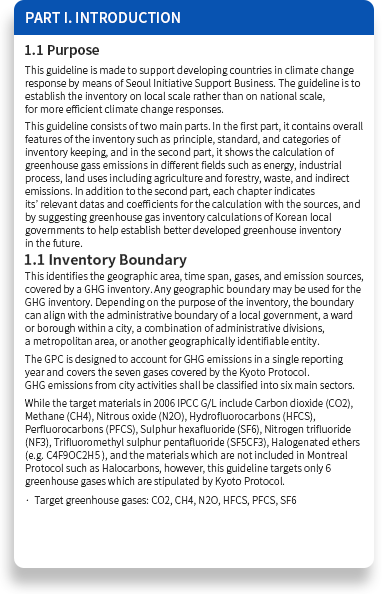 PART I. INTRODUCTION
1.1 Purpose
This guideline is made to support developing countries in climate change
response by means of Seoul Initiative Support Business. The guideline is to
establish the inventory on local scale rather than on national scale,
for more efficient climate change responses.
This guideline consists of two main parts. In the first part, it contains overall
features of the inventory such as principle, standard, and categories of
inventory keeping, and in the second part, it shows the calculation of
greenhouse gass emissions in different fields such as energy, industrial
process, land uses including agriculture and forestry, waste, and indirect
emissions. In addition to the second part, each chapter indicates
its' relevant datas and coefficients for the calculation with the sources, and
by suggesting greenhouse gas inventory calculations of Korean local
governments to help establish better developed greenhouse inventory
in the future.
1.1 Inventory Boundary
This identifies the geographic area, time span, gases, and emission sources,
covered by a GHG inventory. Any geographic boundary may be used for the
GHG inventory. Depending on the purpose of the inventory, the boundary
can align with the administrative boundary of a local government, a ward
or borough within a city, a combination of administrative divisions,
a metropolitan area, or another geographically identifiable entity.
The GPC is designed to account for GHG emissions in a single reporting
year and covers the seven gases covered by the Kyoto Protocol.
GHG emissions from city activities shall be classified into six main sectors.
While the target materials in 2006 IPCC G/L include Carbon dioxide (CO2),
Methane (CH4), Nitrous oxide (N2O), Hydrofluorocarbons (HFCS),
Perfluorocarbons (PFCS), Sulphur hexafluoride (SF6), Nitrogen trifluoride
(NF3), Trifluoromethyl sulphur pentafluoride (SF5CF3), Halogenated ethers
(e.g. C4F9OC2H5 ), and the materials which are not included in Montreal
Protocol such as Halocarbons, however, this guideline targets only 6
greenhouse gases which are stipulated by Kyoto Protocol.
· Target greenhouse gases: CO2, CH4, N2O, HFCS, PFCS, SF6